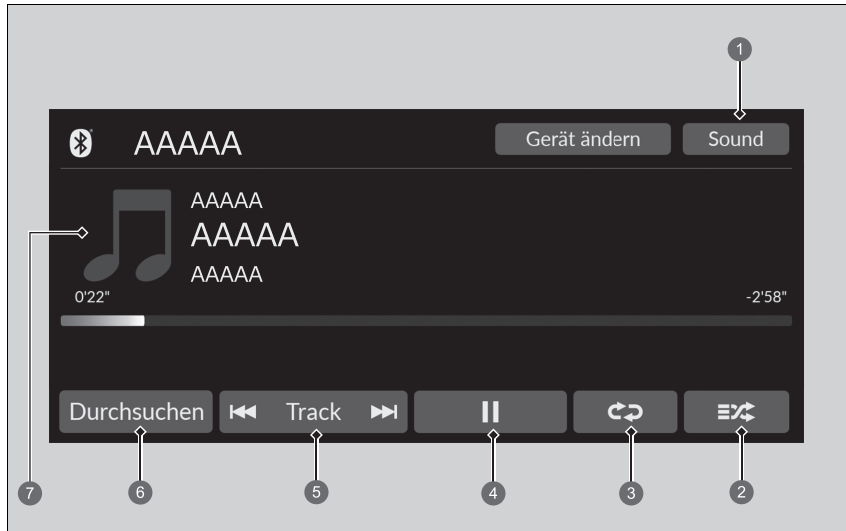 1
AAAAA Gerät ändern Sound
AAAAA
AAAAA
AAAAA
7
0'22" -2'58"
Durchsuchen Track
6 5 4 3 2